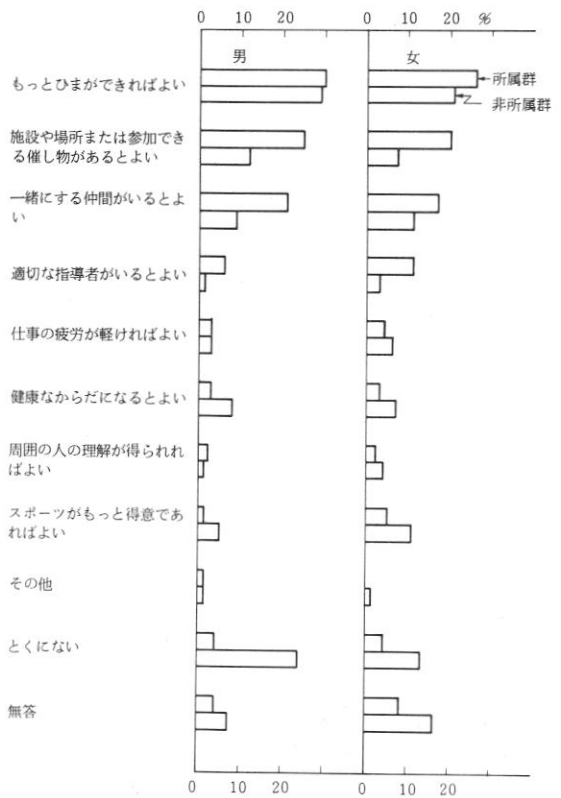 0 10 20 0 10 20 %
男 女
もっとひまができればよい
所属群
非所属群
施設や場所または参加でき
る催し物があるとよい
一緒にする仲間がいるとよ
い
適切な指導者がいるとよい
仕事の疲労が軽ければよい
健康なからだになるとよい
周囲の人の理解が得られれ
ばよい
スポーツがもっと得意であ
ればよい
その他
とくにない
無答
0 10 20 0 10 20